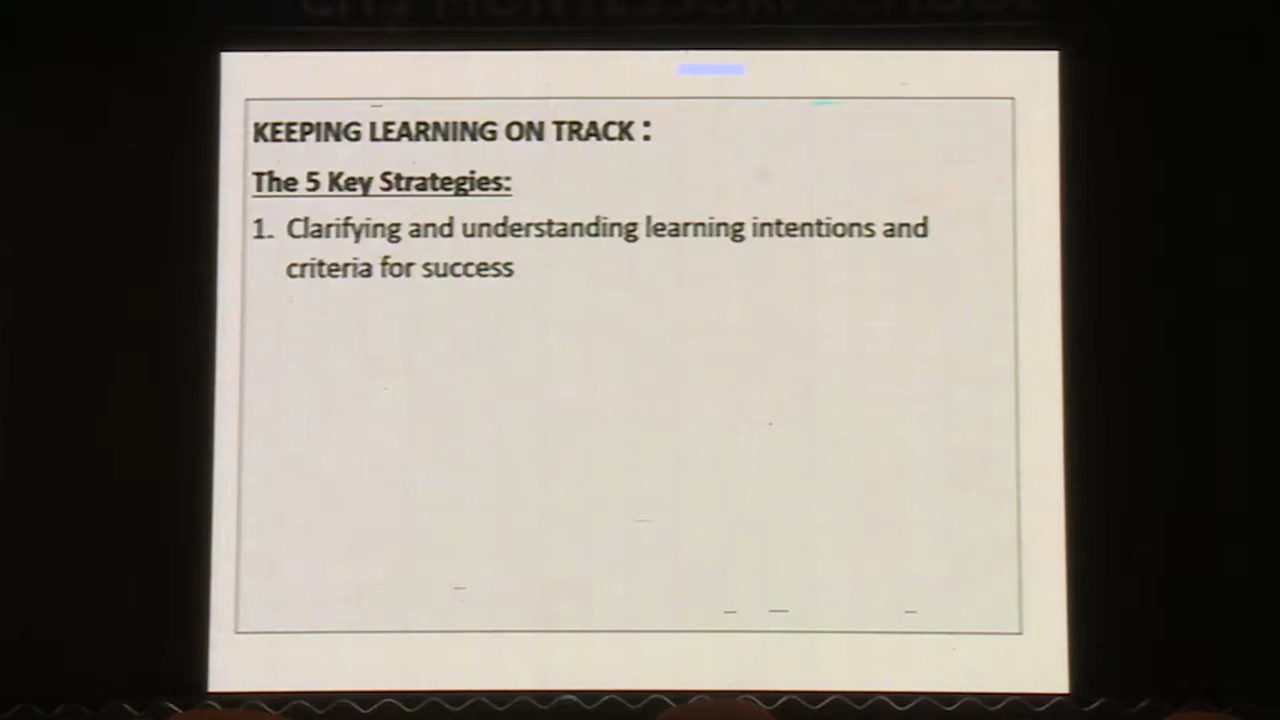 KEEPING LEARNING ON TRACK :
The 5 Key Strategies:
1. Clarifying and understanding learning intentions and
criteria for success